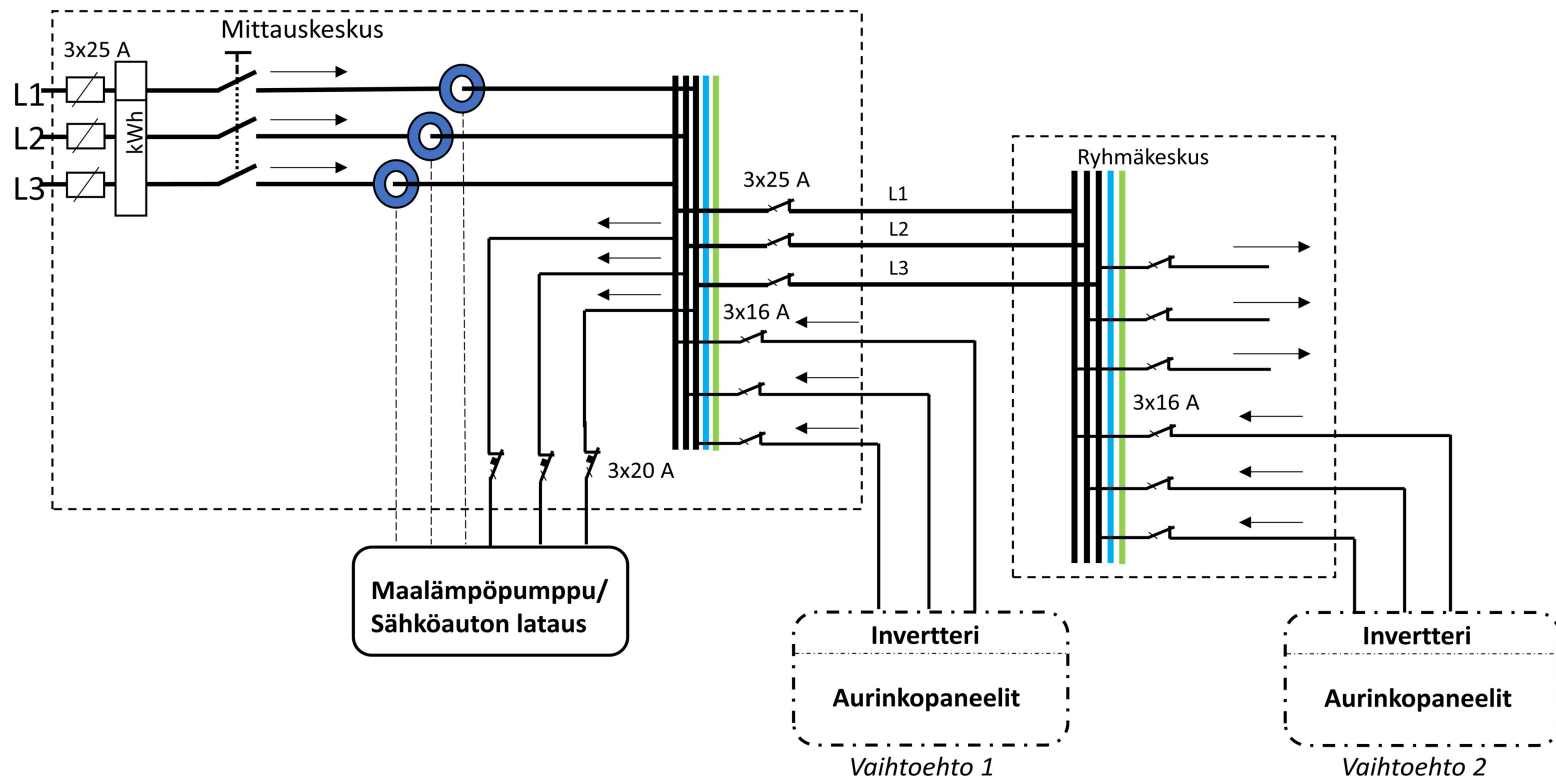 Mittauskeskus
3x25 A
L1
L2
L3
kWh
Ryhmäkeskus
3x25 A
L1
L2
L3
3x16 A
3x16 A
3x20 A
Maalämpöpumppu/
Sähköauton lataus
Invertteri
Aurinkopaneelit
Vaihtoehto 1
Invertteri
Aurinkopaneelit
Vaihtoehto 2